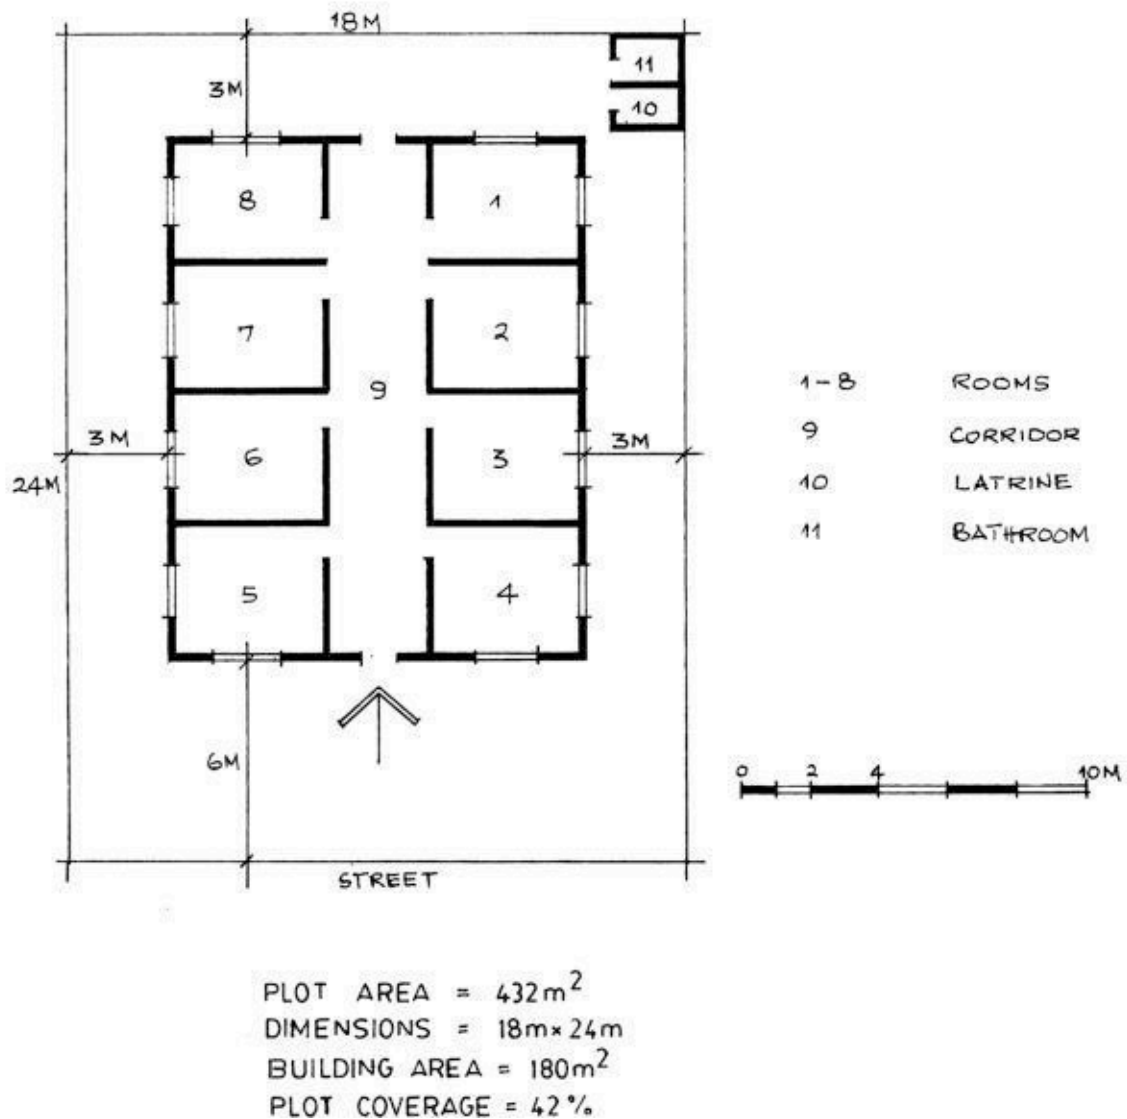 18M
3M
11
10
8
1
7
2
9
3M
6
3
3M
24M
5
4
6M
STREET
1-8 ROOMS
9 CORRIDOR
10 LATRINE
11 BATHROOM
0 2 4 10M
PLOT AREA = 432m²
DIMENSIONS = 18m×24m
BUILDING AREA = 180m²
PLOT COVERAGE = 42%